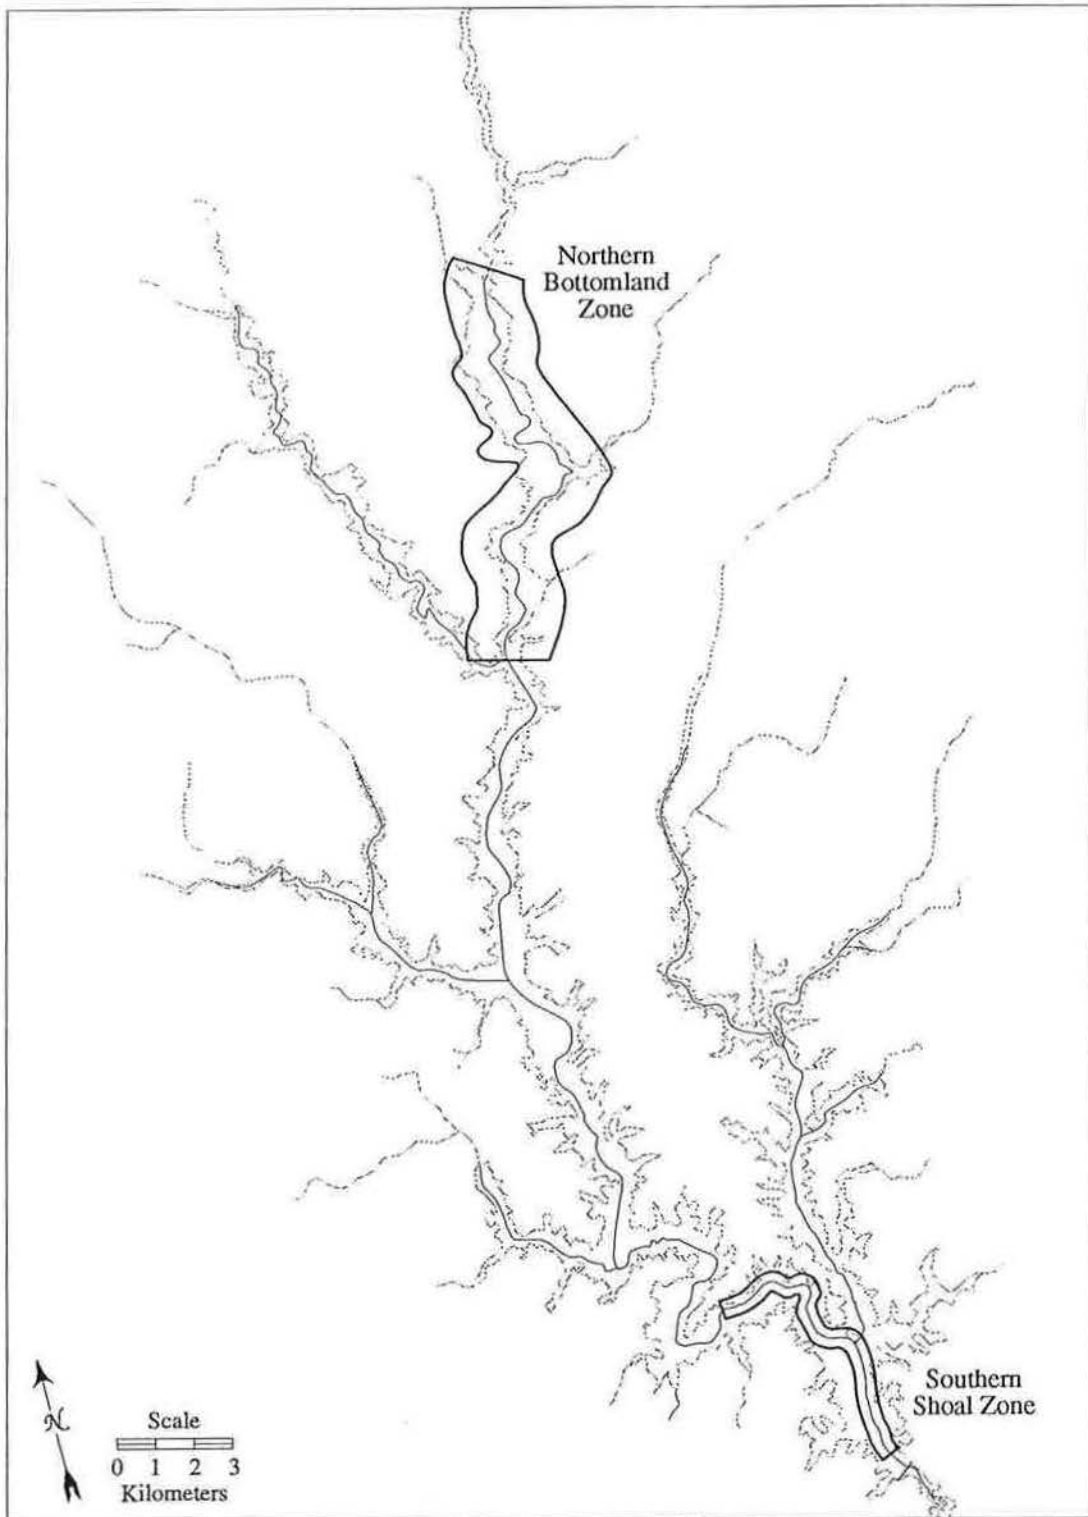 Northern
Bottomland
Zone
Southern
Shoal Zone
N
Scale
0 1 2 3
Kilometers